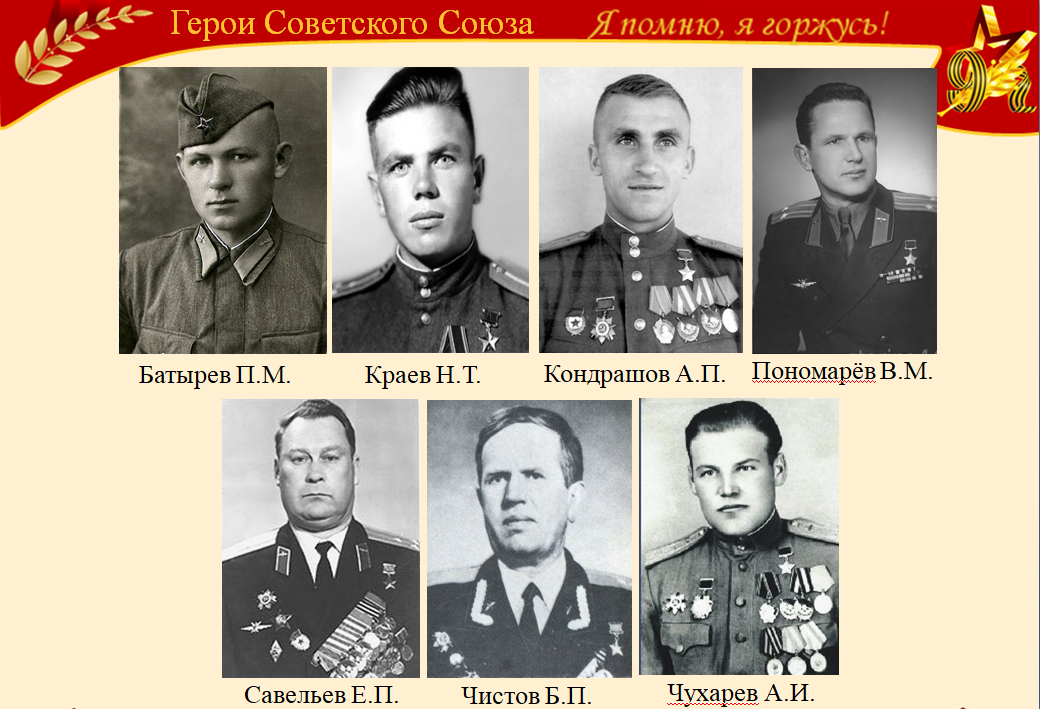 Герои Советского Союза
Я помню, я горжусь!
Батырев П.М.
Краев Н.Т.
Кондрашов А.П.
Пономарёв В.М.
Савельев Е.П.
Чистов Б.П.
Чухарев А.И.